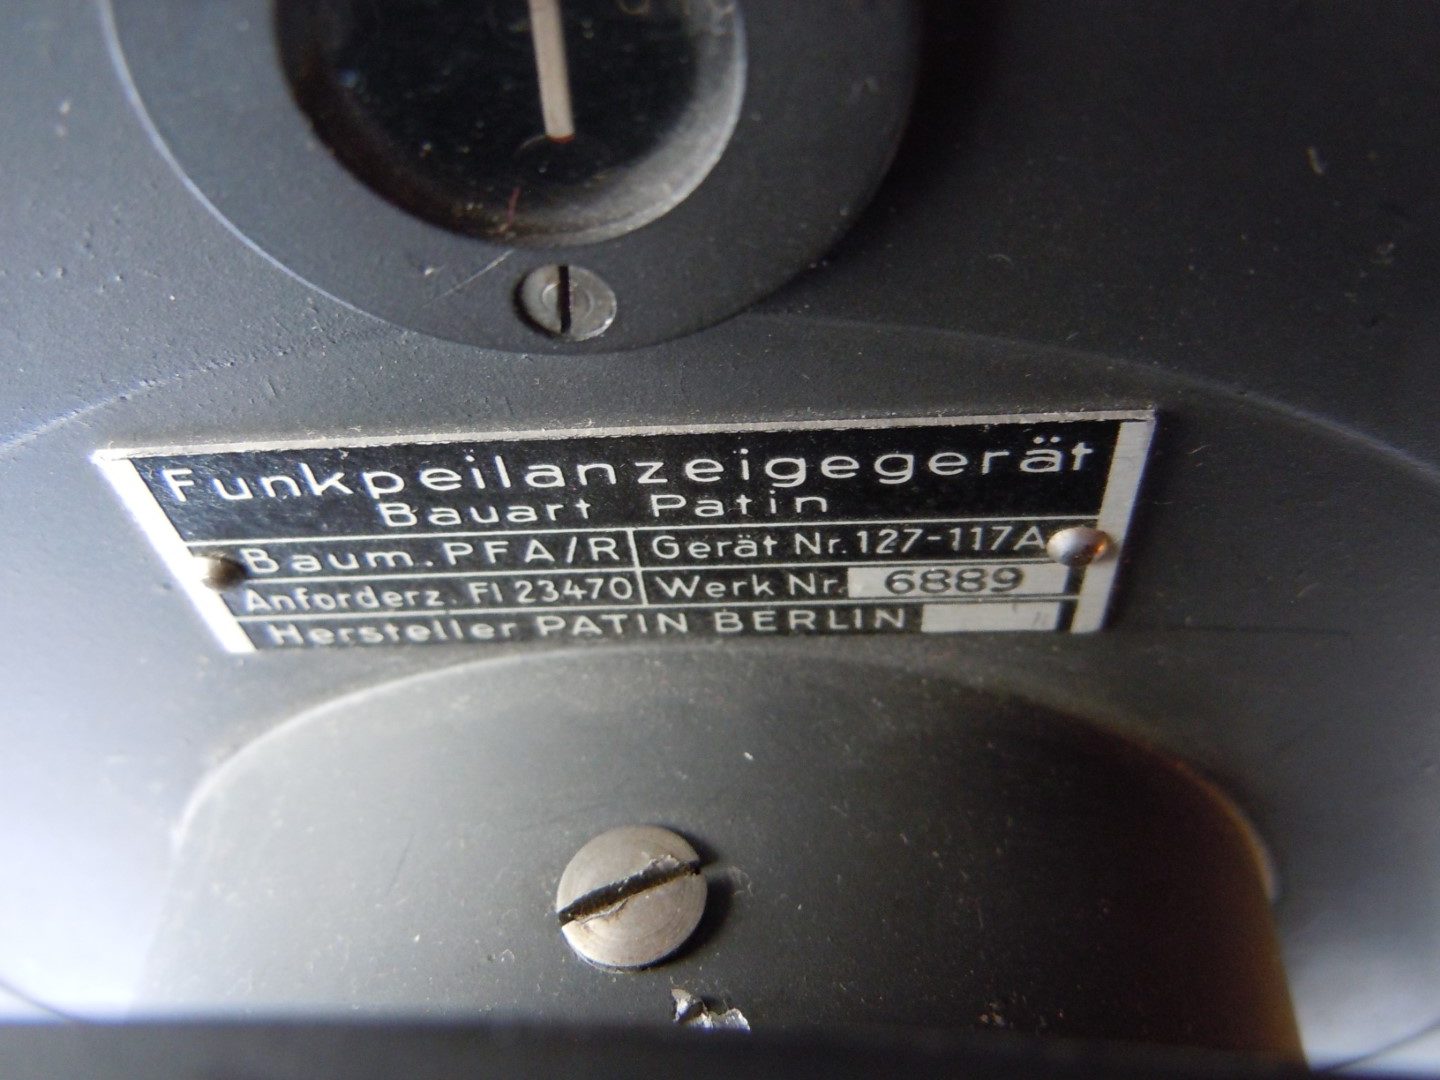 Funkpeilanzeigegerät
Bauart Patin
Baum. PFA/R Gerät Nr. 127-117A
Anforderz. Fl 23470 Werk Nr. 6889
Hersteller PATIN BERLIN